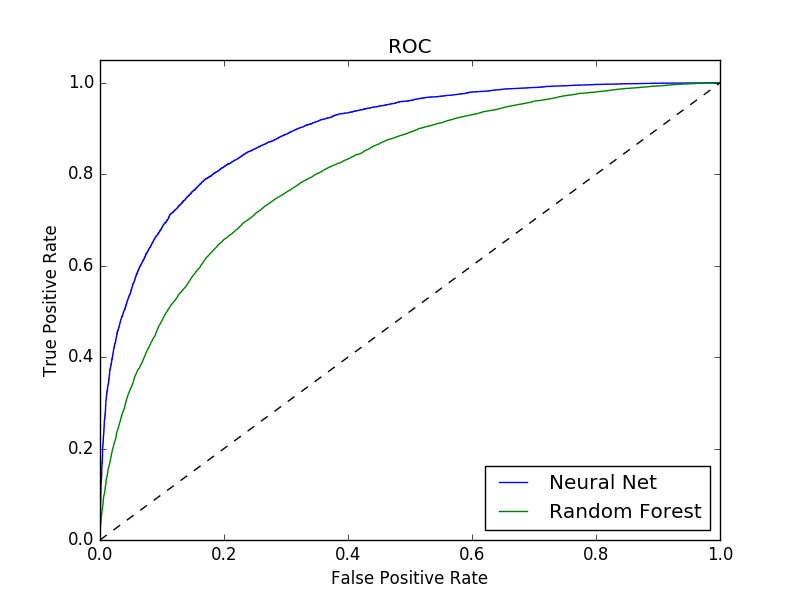 ROC
1.0
0.8
0.6
0.4
0.2
0.0
True Positive Rate
Neural Net
Random Forest
0.0 0.2 0.4 0.6 0.8 1.0
False Positive Rate